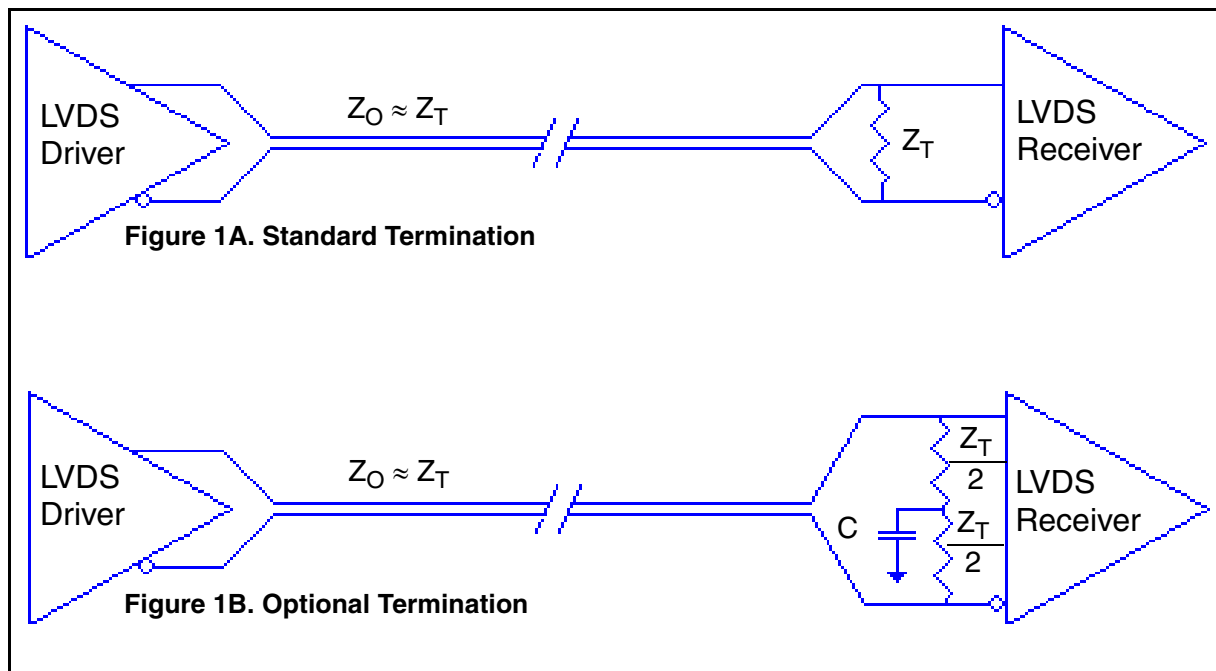 LVDS
Driver
Z_O ≈ Z_T
Z_T
LVDS
Receiver
Figure 1A. Standard Termination
LVDS
Driver
Z_O ≈ Z_T
C
Z_T
2
Z_T
2
LVDS
Receiver
Figure 1B. Optional Termination